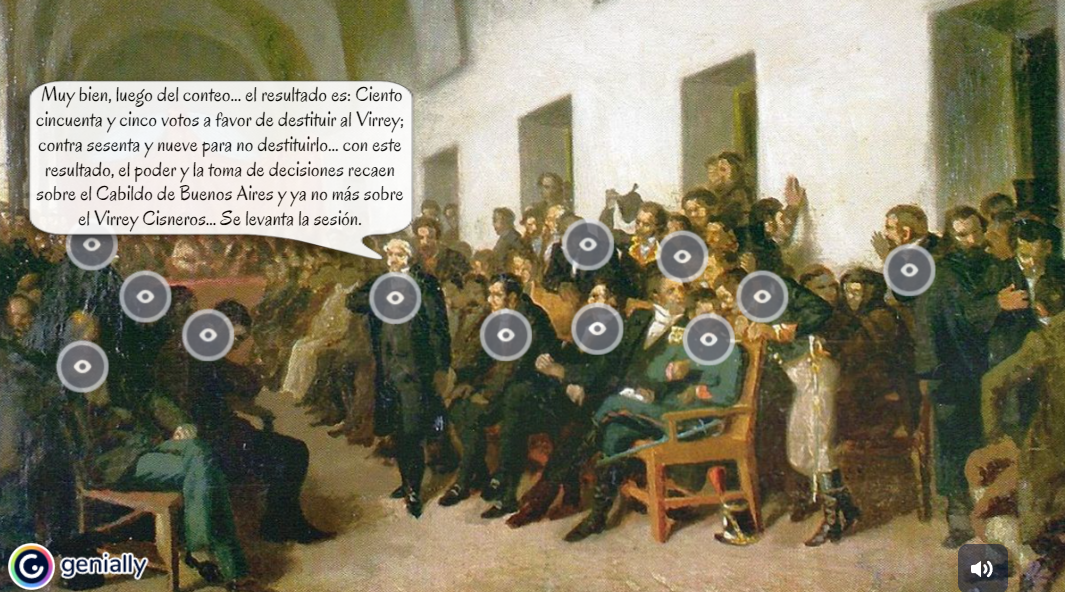 Muy bien, luego del conteo... el resultado es: Ciento
cincuenta y cinco votos a favor de destituir al Virrey;
contra sesenta y nueve para no destituirlo... con este
resultado, el poder y la toma de decisiones recaen
sobre el Cabildo de Buenos Aires y ya no más sobre
el Virrey Cisneros... Se levanta la sesión.
genially